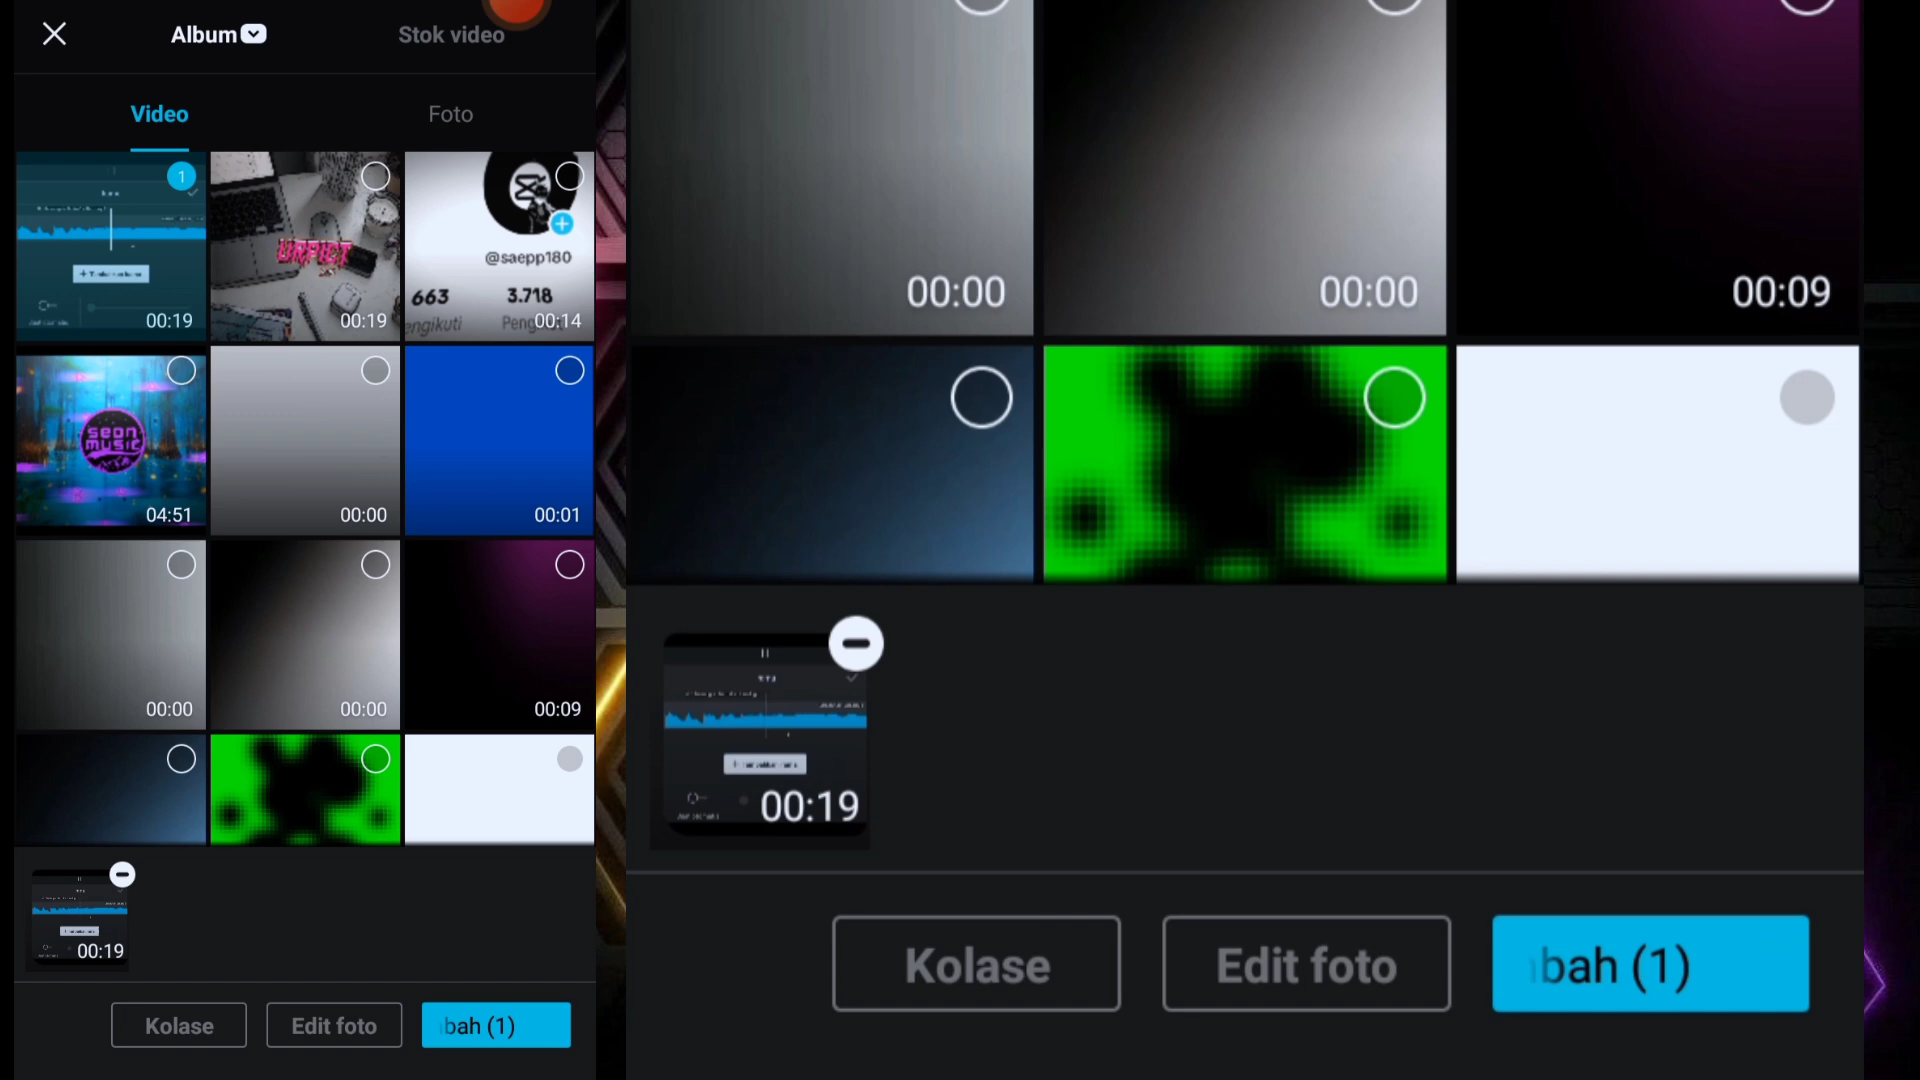 Album
Stok video
Video
Foto
1
00:19
URPICT
00:19
@saepp180
663
3.718
engikuti
Peng
00:14
seon
music
04:51
00:00
00:01
00:00
00:00
00:09
00:19
Kolase
Edit foto
bah (1)
00:00
00:00
00:09
00:19
Kolase
Edit foto
bah (1)